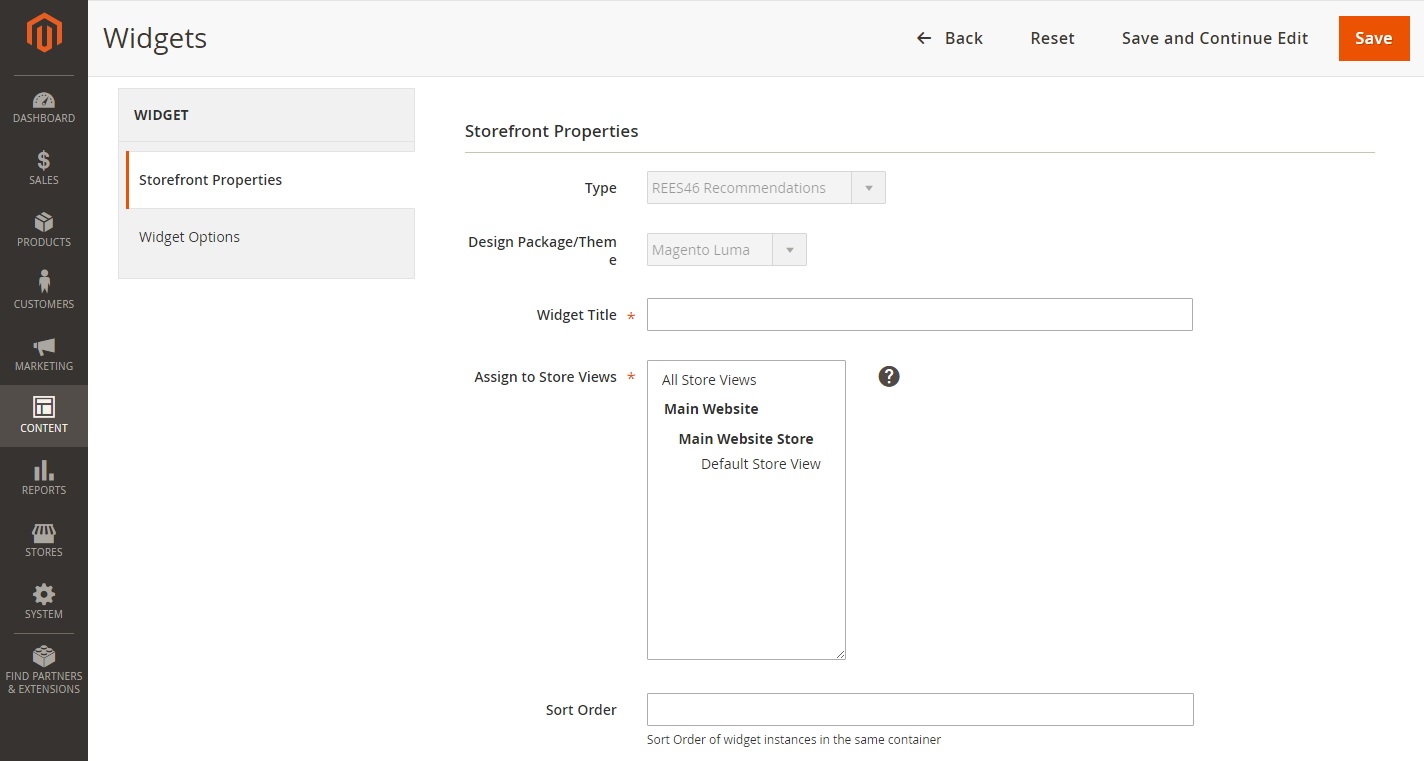 Widgets
Back
Reset
Save and Continue Edit
Save
DASHBOARD
SALES
PRODUCTS
CUSTOMERS
MARKETING
CONTENT
REPORTS
STORES
SYSTEM
FIND PARTNERS
& EXTENSIONS
WIDGET
Storefront Properties
Widget Options
Storefront Properties
Type
REES46 Recommendations
Design Package/Them
e
Magento Luma
Widget Title *
Assign to Store Views *
All Store Views
Main Website
Main Website Store
Default Store View
?
Sort Order
Sort Order of widget instances in the same container